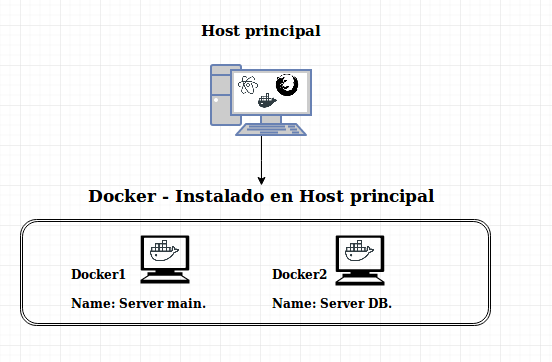 Host principal
Docker - Instalado en Host principal
Docker1
Docker2
Name: Server main.
Name: Server DB.